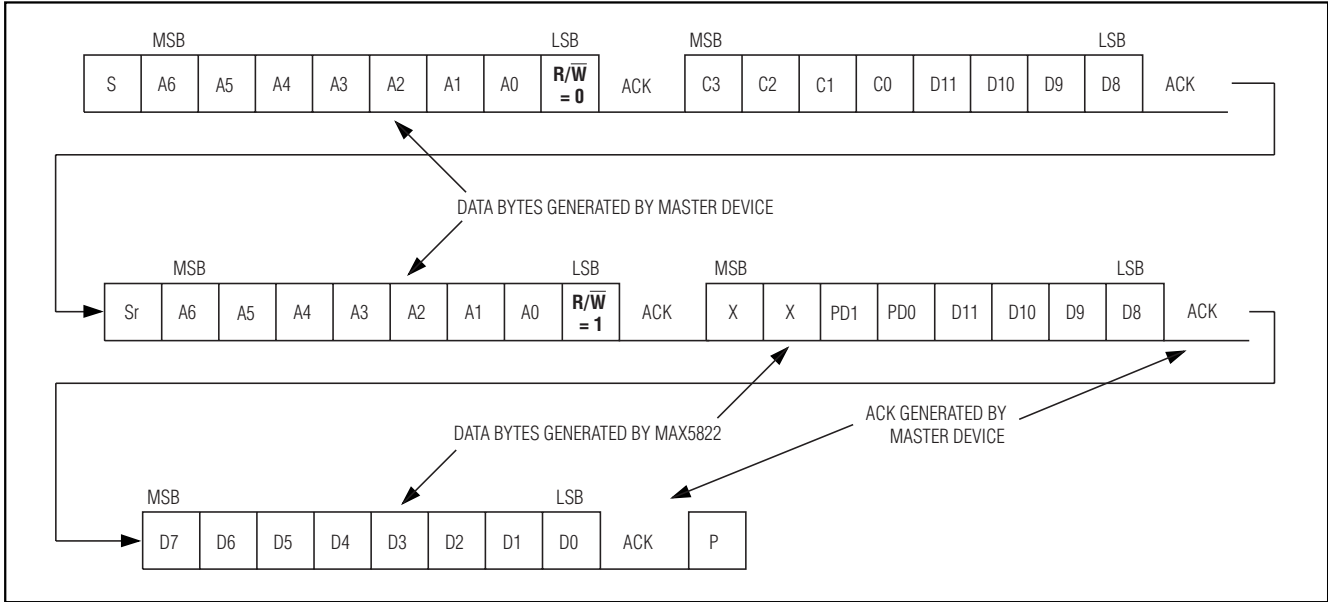 MSB LSB MSB LSB
S A6 A5 A4 A3 A2 A1 A0 R/W̅ = 0 ACK C3 C2 C1 C0 D11 D10 D9 D8 ACK
DATA BYTES GENERATED BY MASTER DEVICE
MSB LSB MSB LSB
Sr A6 A5 A4 A3 A2 A1 A0 R/W̅ = 1 ACK X X PD1 PD0 D11 D10 D9 D8 ACK
DATA BYTES GENERATED BY MAX5822
ACK GENERATED BY
MASTER DEVICE
MSB LSB
D7 D6 D5 D4 D3 D2 D1 D0 ACK P